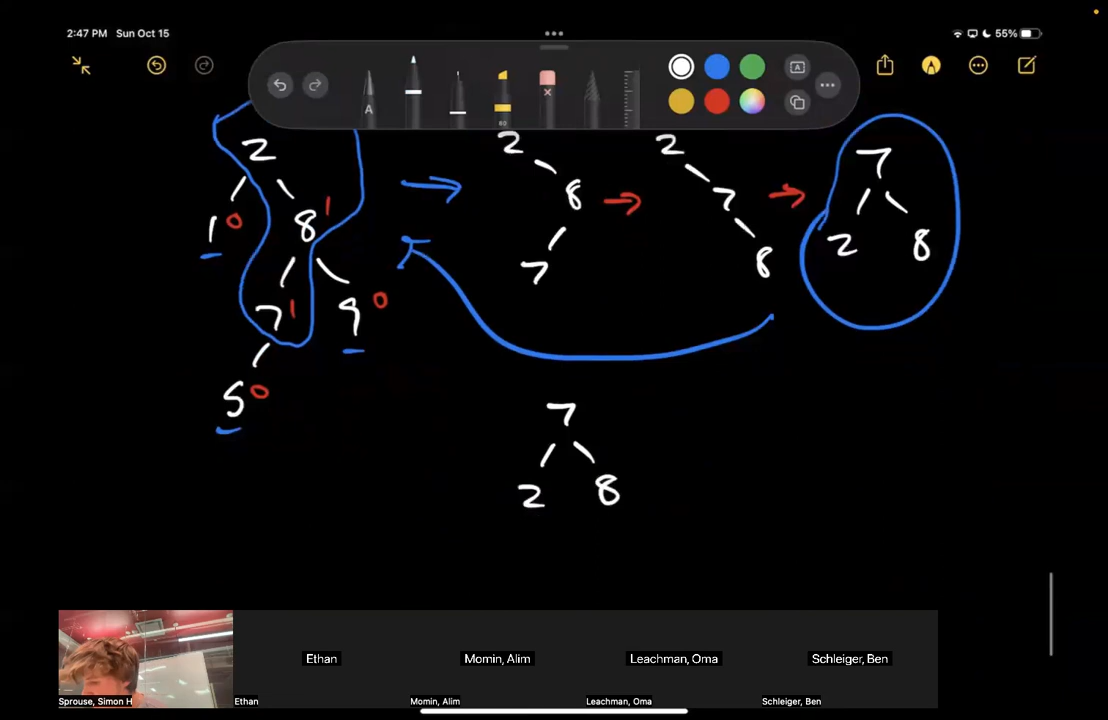 2:47 PM Sun Oct 15
55%
A
80
A
2
2
2
7
1 0
8 1
8
7
2
8
7
8
7 1
9 0
5 0
7
2
8
Ethan
Momin, Alim
Leachman, Oma
Schleiger, Ben
Sprouse, Simon H
Ethan
Momin, Alim
Leachman, Oma
Schleiger, Ben